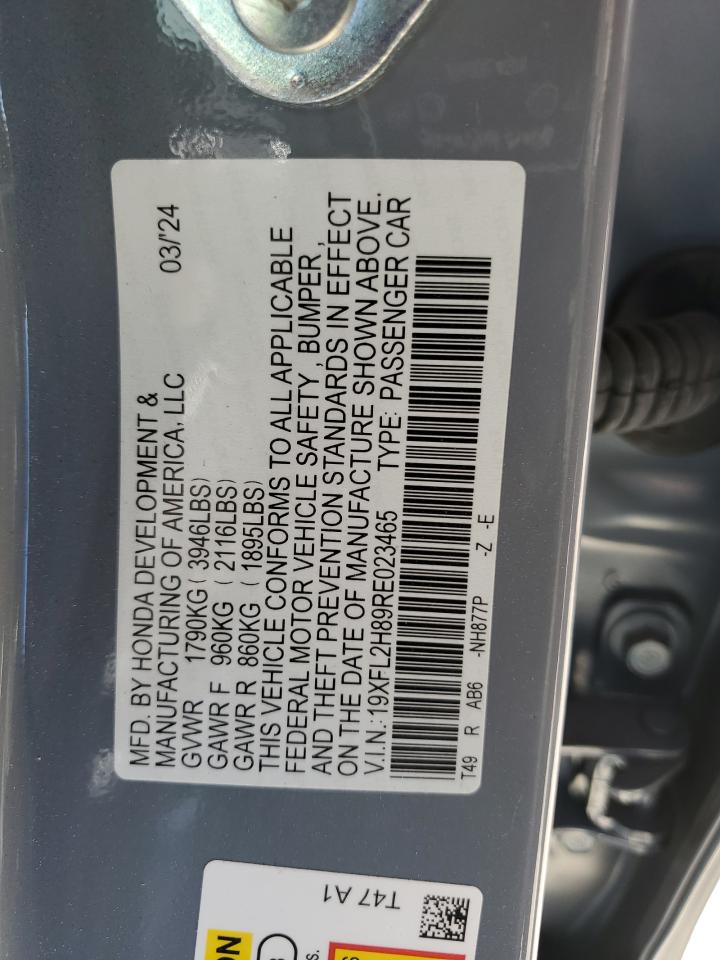 MFD. BY HONDA DEVELOPMENT &
MANUFACTURING OF AMERICA, LLC 03/'24
GVWR 1790KG ( 3946LBS)
GAWR F 960KG ( 2116LBS)
GAWR R 860KG ( 1895LBS)
THIS VEHICLE CONFORMS TO ALL APPLICABLE
FEDERAL MOTOR VEHICLE SAFETY , BUMPER ,
AND THEFT PREVENTION STANDARDS IN EFFECT
ON THE DATE OF MANUFACTURE SHOWN ABOVE.
V.I.N.: 19XFL2H89RE023465 TYPE: PASSENGER CAR
T49 R AB6 -NH877P -Z -E
T47 A1
ON
s.